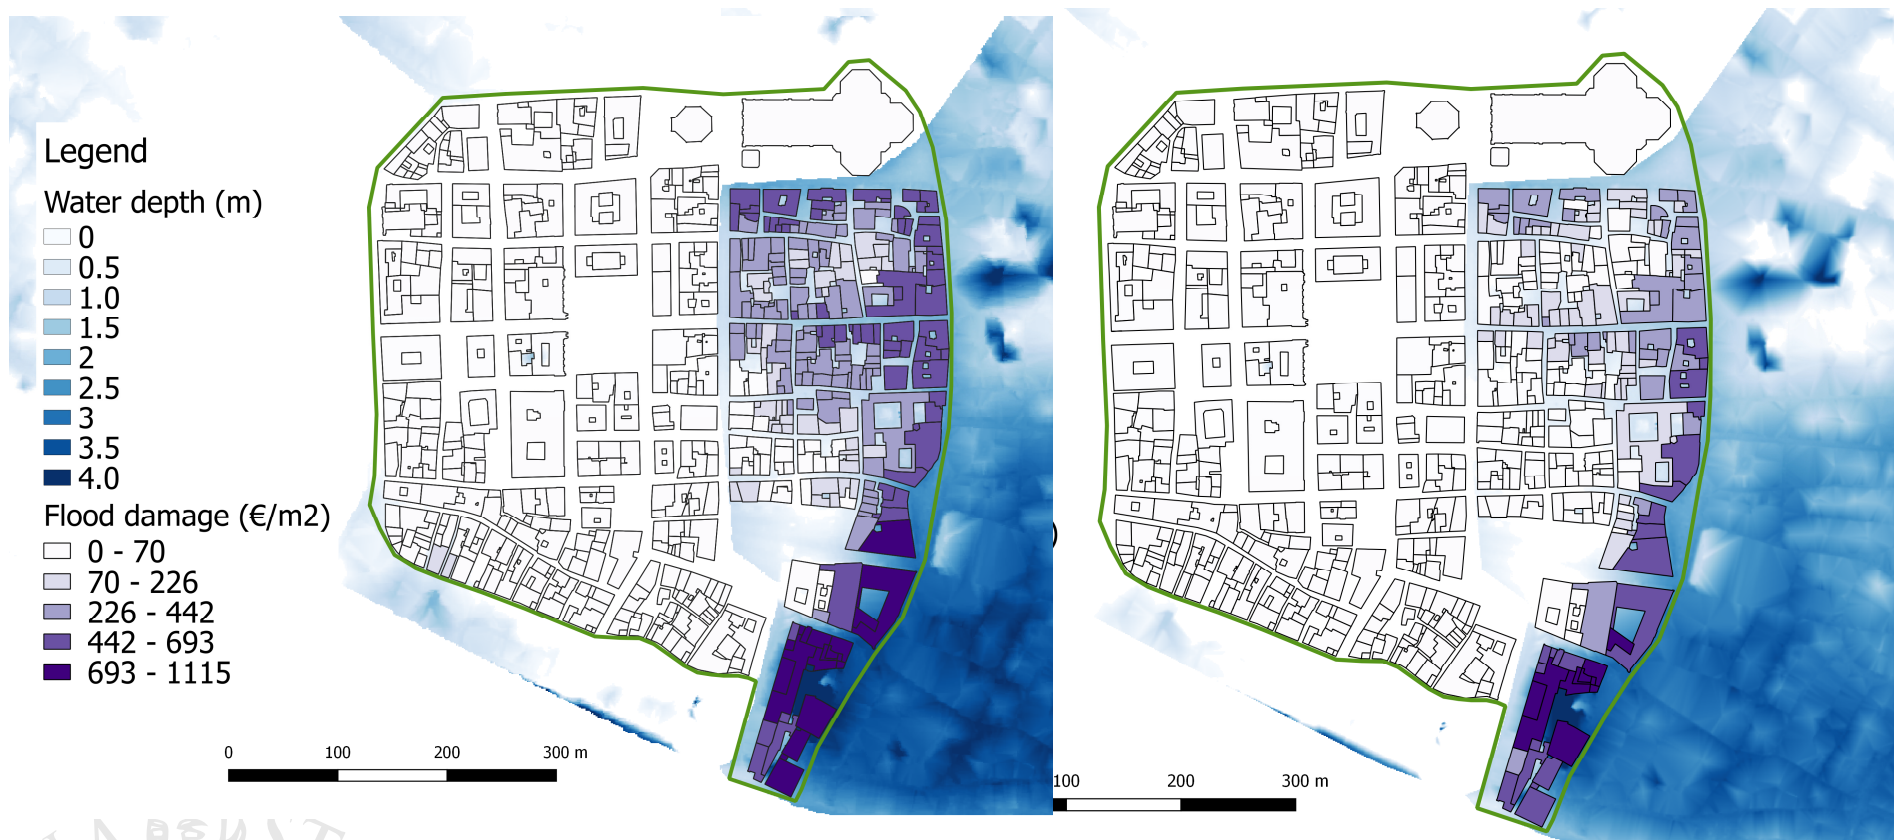 Legend
Water depth (m)
0
0.5
1.0
1.5
2
2.5
3
3.5
4.0
Flood damage (€/m2)
0 - 70
70 - 226
226 - 442
442 - 693
693 - 1115
0 100 200 300 m
100 200 300 m
)